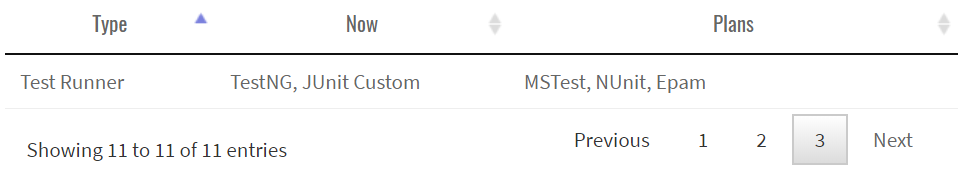 Type Now Plans
Test Runner TestNG, JUnit Custom MSTest, NUnit, Epam
Showing 11 to 11 of 11 entries Previous 1 2 3 Next